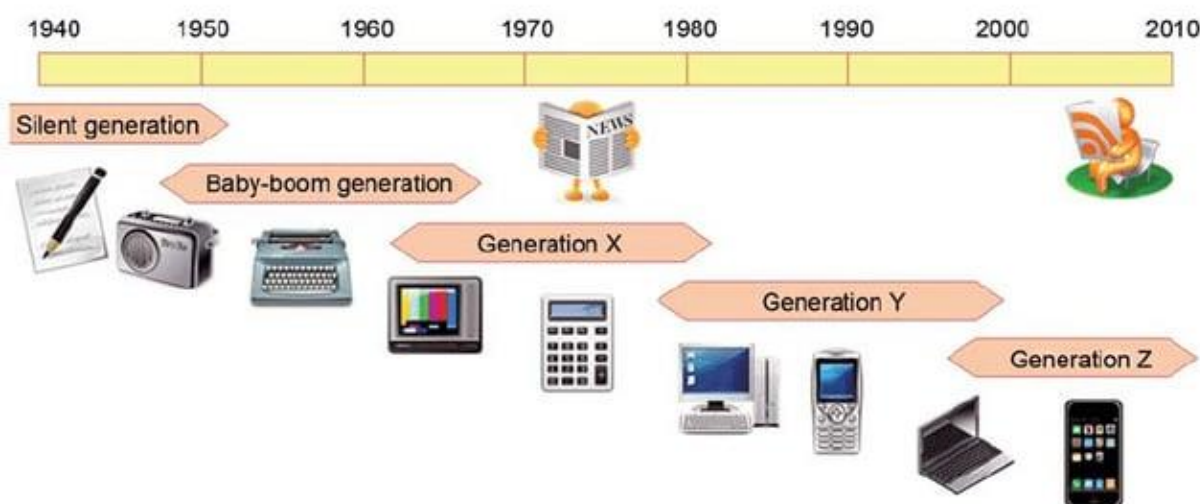 1940 1950 1960 1970 1980 1990 2000 2010
Silent generation
NEWS
Baby-boom generation
Generation X
Generation Y
Generation Z